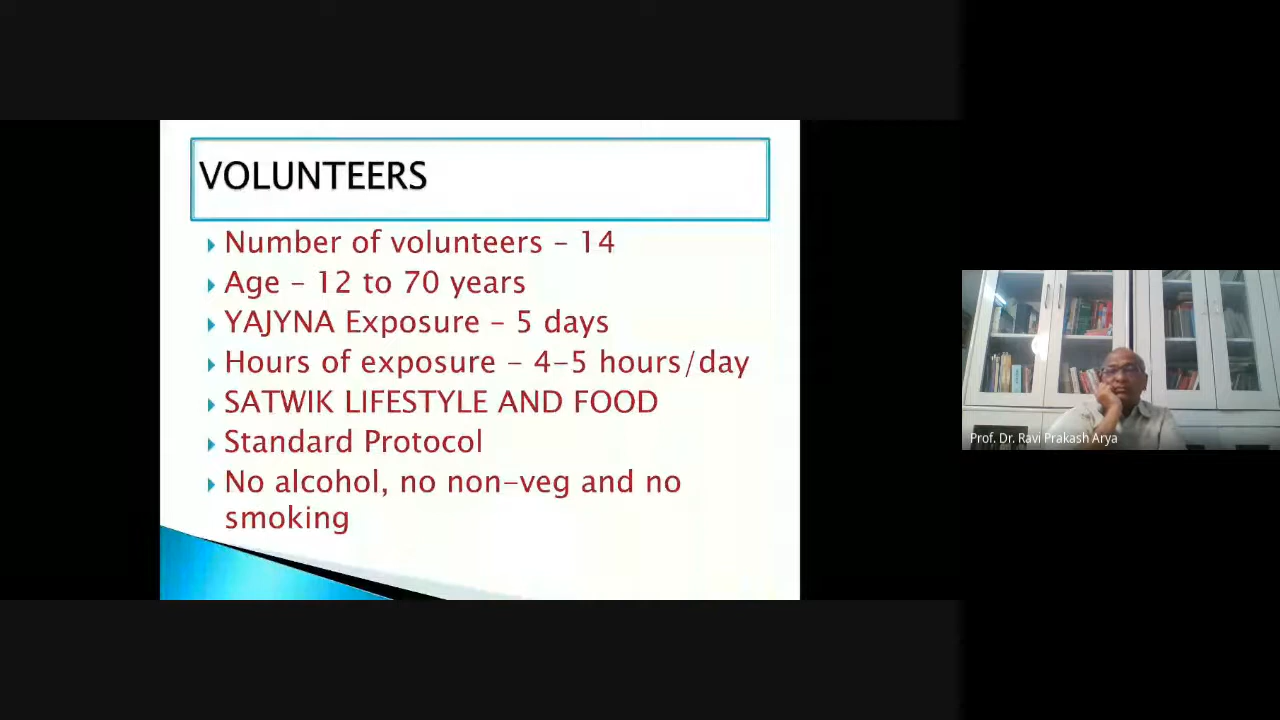 VOLUNTEERS
Number of volunteers – 14
Age – 12 to 70 years
YAJYNA Exposure – 5 days
Hours of exposure – 4–5 hours/day
SATWIK LIFESTYLE AND FOOD
Standard Protocol
No alcohol, no non–veg and no
smoking
Prof. Dr. Ravi Prakash Arya